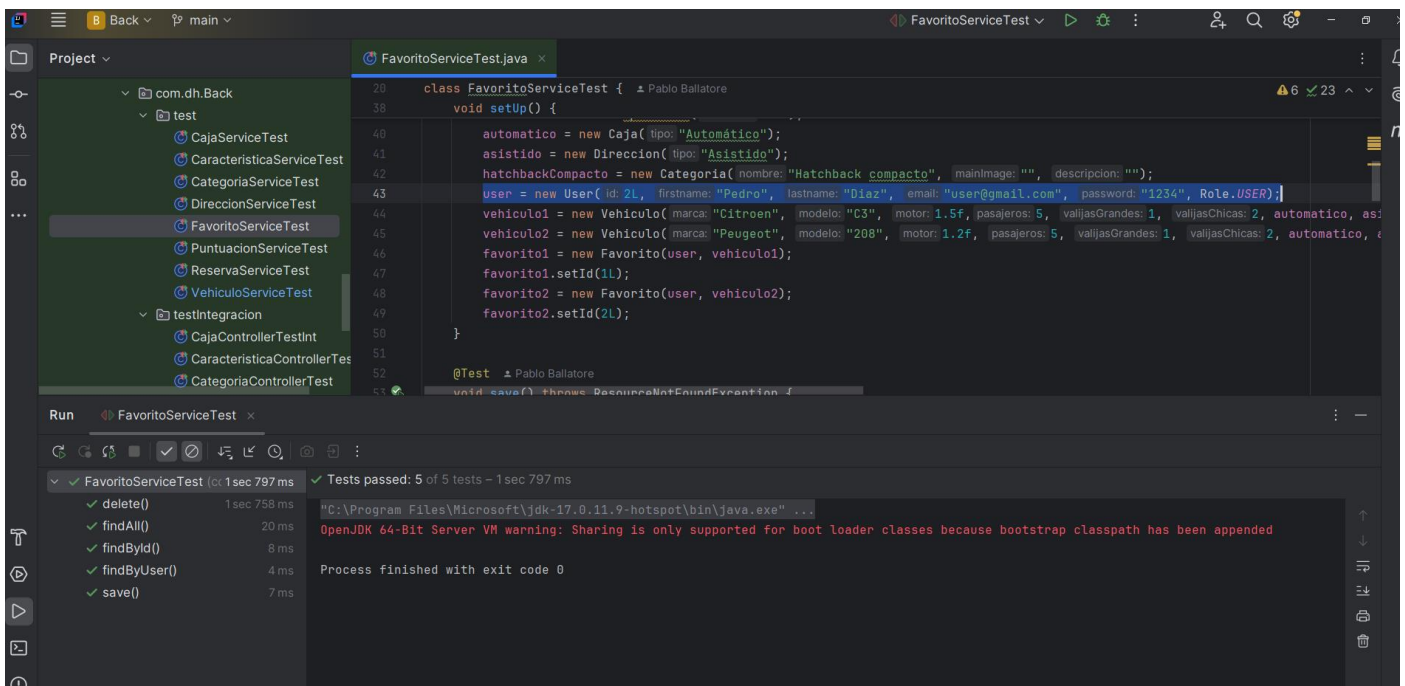 B Back main FavoritoServiceTest
Project
FavoritoServiceTest.java
com.dh.Back
test
CajaServiceTest
CaracteristicaServiceTest
CategoriaServiceTest
DireccionServiceTest
FavoritoServiceTest
PuntuacionServiceTest
ReservaServiceTest
VehiculoServiceTest
testIntegracion
CajaControllerTestInt
CaracteristicaControllerTes
CategoriaControllerTest
6 23
20 class FavoritoServiceTest { Pablo Ballatore
38 void setUp() {
40 automatico = new Caja( tipo: "Automático");
41 asistido = new Direccion( tipo: "Asistido");
42 hatchbackCompacto = new Categoria( nombre: "Hatchback compacto", mainImage: "", descripcion: "");
43 user = new User( id: 2L, firstname: "Pedro", lastname: "Diaz", email: "user@gmail.com", password: "1234", Role.USER);
44 vehiculo1 = new Vehiculo( marca: "Citroen", modelo: "C3", motor: 1.5f, pasajeros: 5, valijasGrandes: 1, valijasChicas: 2, automatico, asi
45 vehiculo2 = new Vehiculo( marca: "Peugeot", modelo: "208", motor: 1.2f, pasajeros: 5, valijasGrandes: 1, valijasChicas: 2, automatico, a
46 favorito1 = new Favorito(user, vehiculo1);
47 favorito1.setId(1L);
48 favorito2 = new Favorito(user, vehiculo2);
49 favorito2.setId(2L);
50 }
51
52 @Test Pablo Ballatore
53 void save() throws ResourceNotFoundException {
Run FavoritoServiceTest
FavoritoServiceTest (co 1 sec 797 ms
delete() 1 sec 758 ms
findAll() 20 ms
findById() 8 ms
findByUser() 4 ms
save() 7 ms
Tests passed: 5 of 5 tests – 1 sec 797 ms
"C:\Program Files\Microsoft\jdk-17.0.11.9-hotspot\bin\java.exe" ...
OpenJDK 64-Bit Server VM warning: Sharing is only supported for boot loader classes because bootstrap classpath has been appended
Process finished with exit code 0